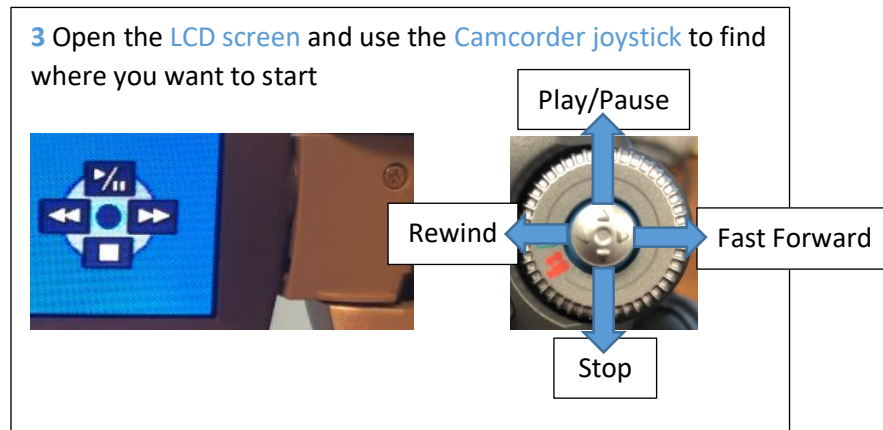 3 Open the LCD screen and use the Camcorder joystick to find
where you want to start
Play/Pause
Rewind
Fast Forward
Stop